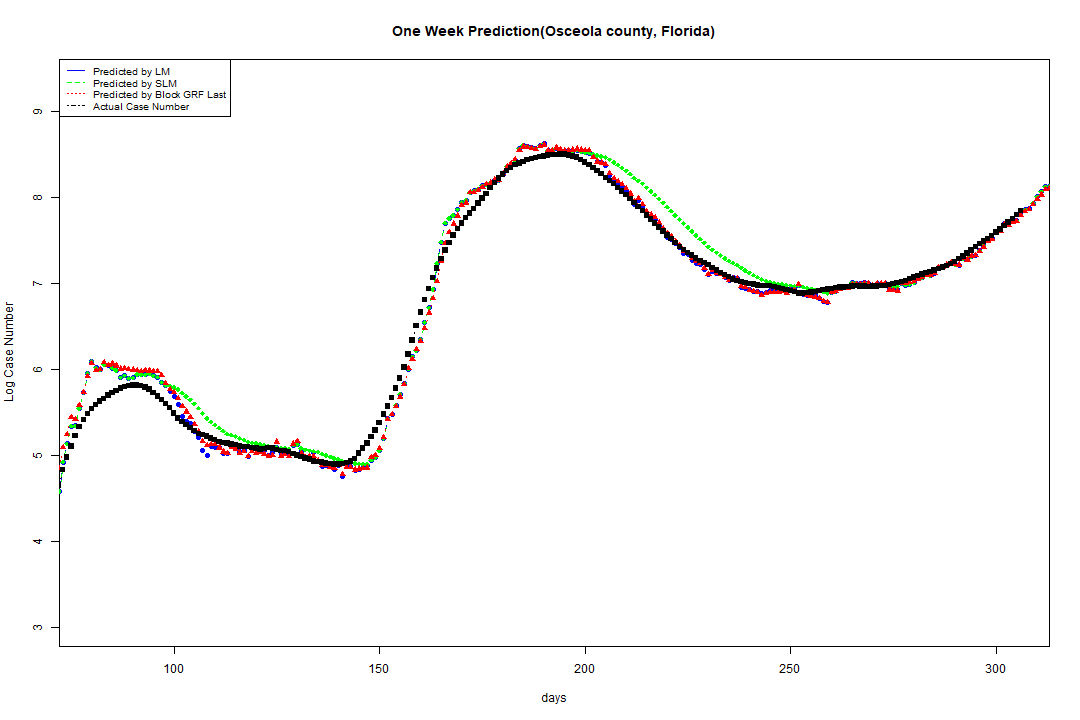 One Week Prediction(Osceola county, Florida)
Predicted by LM
Predicted by SLM
Predicted by Block GRF Last
Actual Case Number
9
8
7
6
5
4
3
Log Case Number
100 150 200 250 300
days